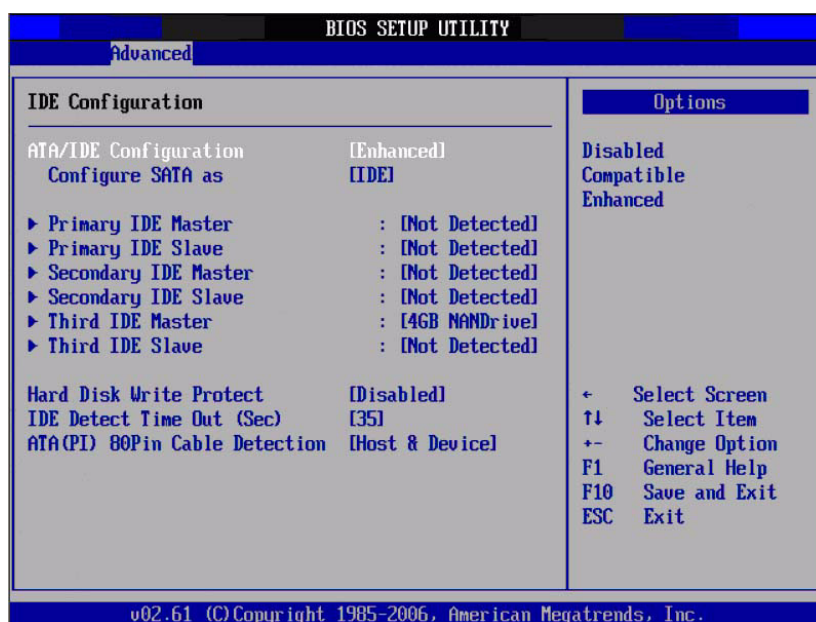 BIOS SETUP UTILITY
Advanced
IDE Configuration
ATA/IDE Configuration [Enhanced]
Configure SATA as [IDE]
Primary IDE Master : [Not Detected]
Primary IDE Slave : [Not Detected]
Secondary IDE Master : [Not Detected]
Secondary IDE Slave : [Not Detected]
Third IDE Master : [4GB NANDrive]
Third IDE Slave : [Not Detected]
Hard Disk Write Protect [Disabled]
IDE Detect Time Out (Sec) [35]
ATA(PI) 80Pin Cable Detection [Host & Device]
Options
Disabled
Compatible
Enhanced
← Select Screen
↑↓ Select Item
+- Change Option
F1 General Help
F10 Save and Exit
ESC Exit
v02.61 (C)Copyright 1985-2006, American Megatrends, Inc.